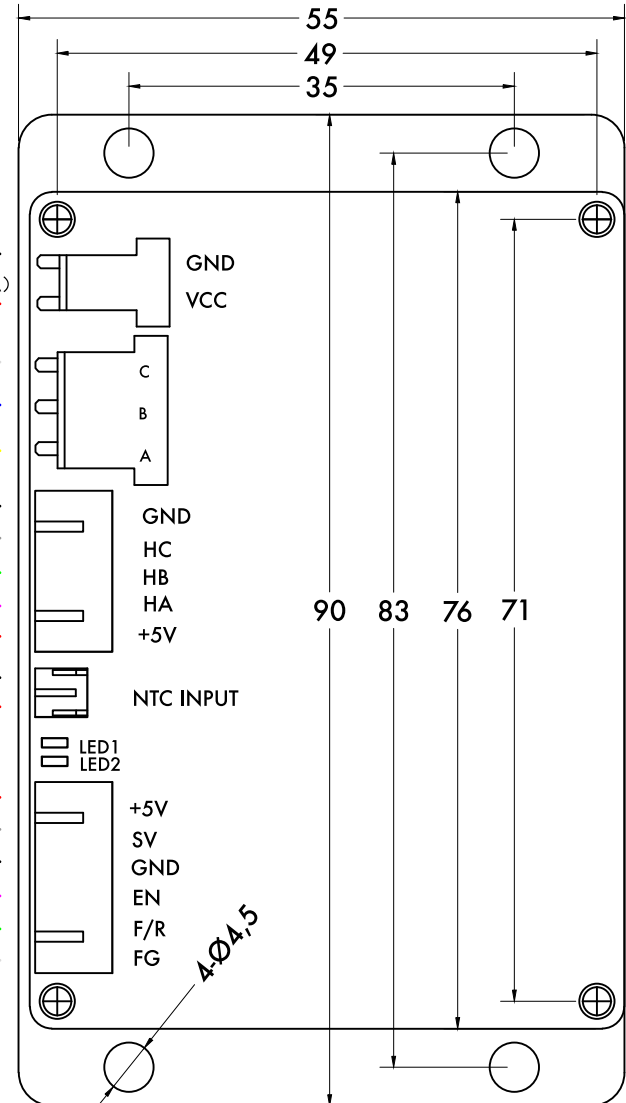 55
49
35
GND
VCC
C
B
A
GND
HC
HB
HA
+5V
90 83 76 71
NTC INPUT
LED1
LED2
+5V
SV
GND
EN
F/R
FG
4-Ø4,5
)